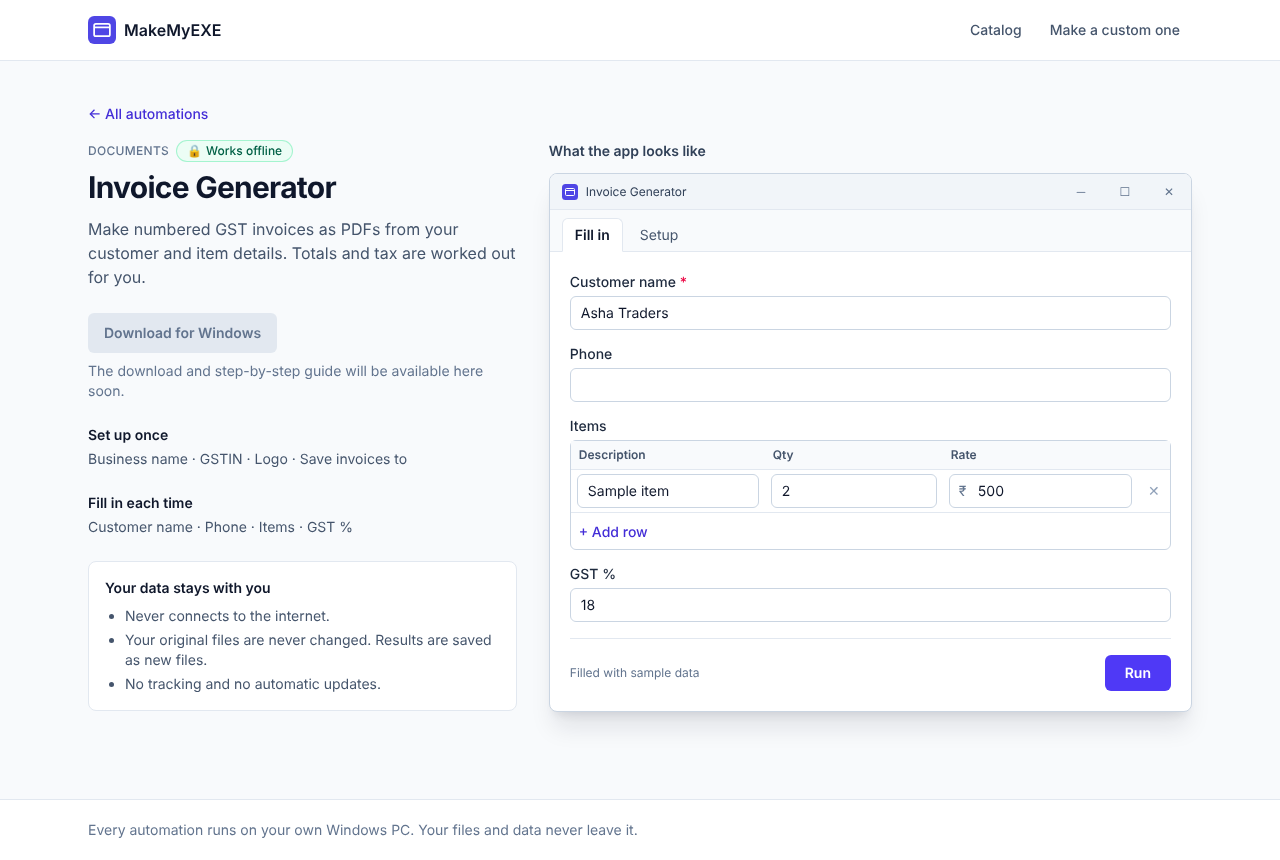 MakeMyEXE
Catalog
Make a custom one
← All automations
DOCUMENTS
🔒 Works offline
Invoice Generator
Make numbered GST invoices as PDFs from your
customer and item details. Totals and tax are worked out
for you.
Download for Windows
The download and step-by-step guide will be available here
soon.
Set up once
Business name · GSTIN · Logo · Save invoices to
Fill in each time
Customer name · Phone · Items · GST %
Your data stays with you
• Never connects to the internet.
• Your original files are never changed. Results are saved
as new files.
• No tracking and no automatic updates.
What the app looks like
Invoice Generator
Fill in
Setup
Customer name *
Asha Traders
Phone
Items
Description Qty Rate
Sample item 2 ₹ 500 ✕
+ Add row
GST %
18
Filled with sample data
Run
Every automation runs on your own Windows PC. Your files and data never leave it.